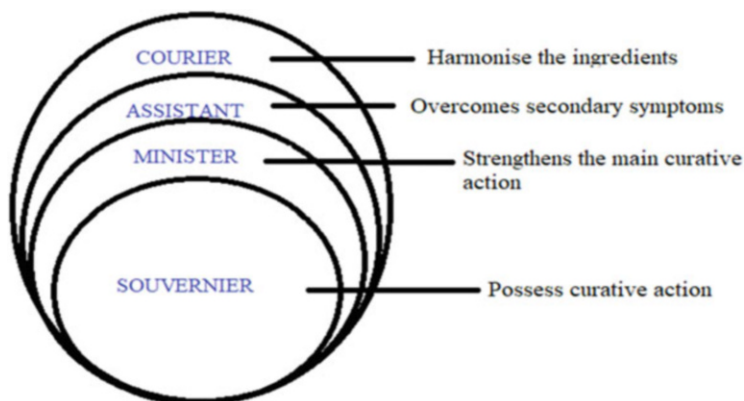 COURIER Harmonise the ingredients
ASSISTANT Overcomes secondary symptoms
MINISTER Strengthens the main curative
action
SOUVERNIER Possess curative action